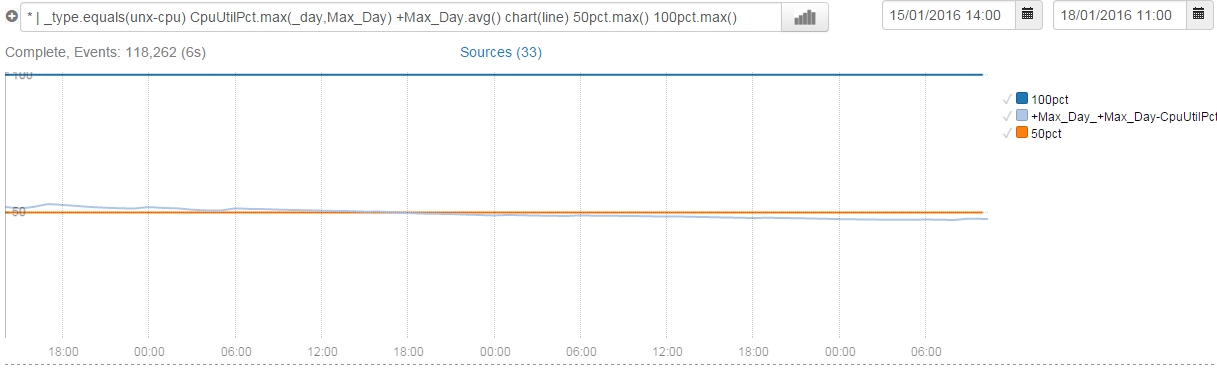 * | _type.equals(unx-cpu) CpuUtilPct.max(_day,Max_Day) +Max_Day.avg() chart(line) 50pct.max() 100pct.max()
15/01/2016 14:00
18/01/2016 11:00
Complete, Events: 118,262 (6s)
Sources (33)
100
100pct
+Max_Day_+Max_Day-CpuUtilPct
50pct
50
18:00 00:00 06:00 12:00 18:00 00:00 06:00 12:00 18:00 00:00 06:00